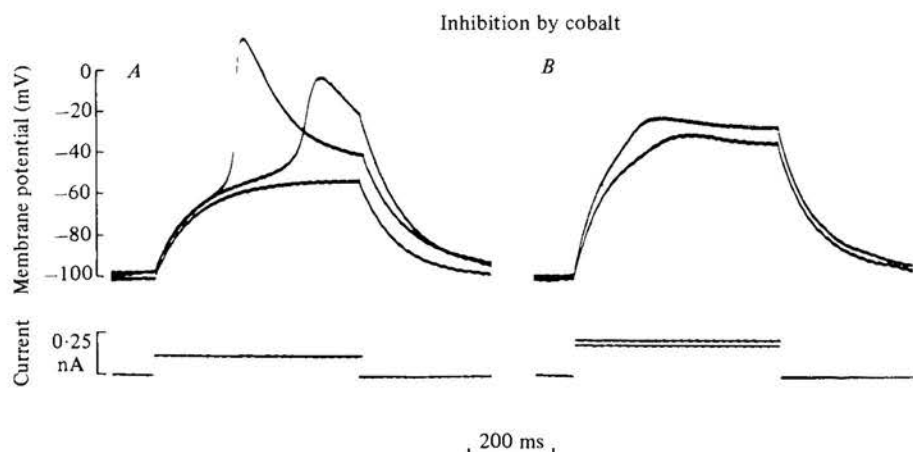 Inhibition by cobalt
A
B
Membrane potential (mV)
0
−20
−40
−60
−80
−100
Current
0·25
nA
200 ms